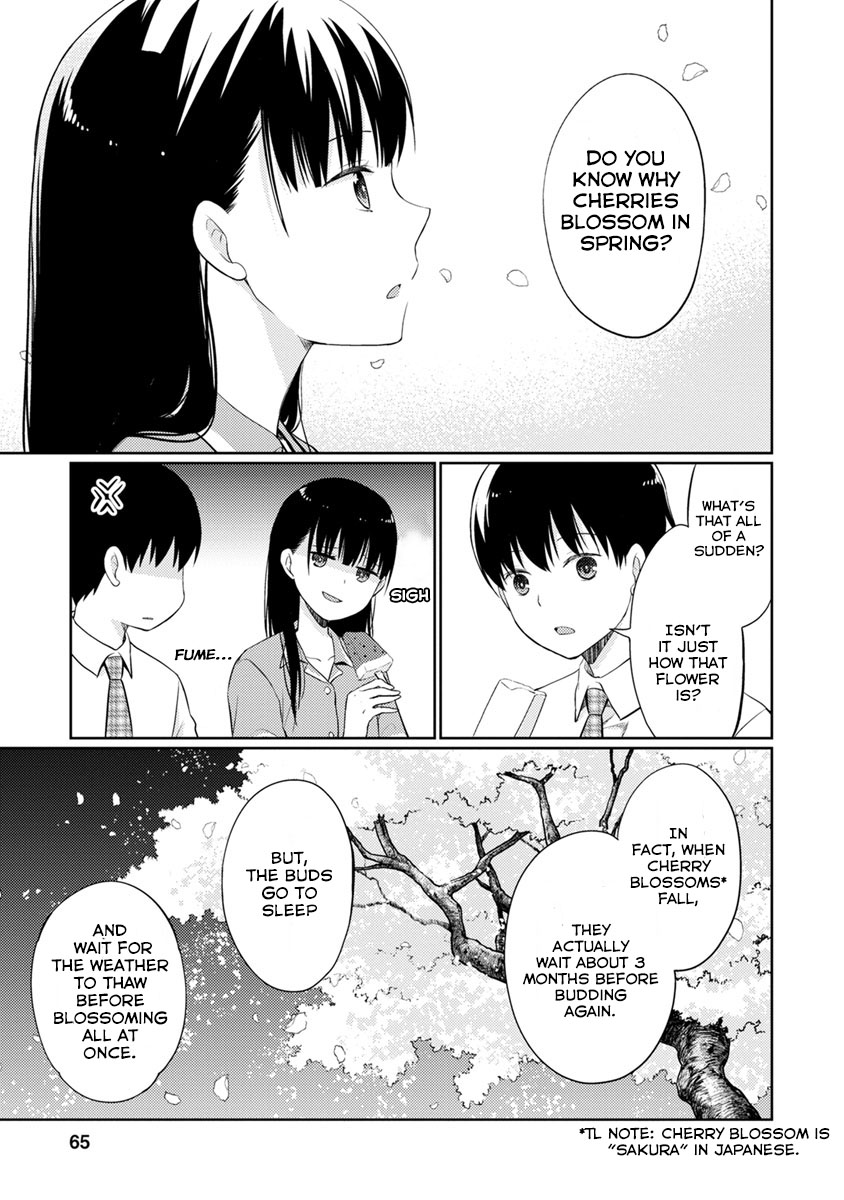 DO YOU
KNOW WHY
CHERRIES
BLOSSOM IN
SPRING?
WHAT'S
THAT ALL
OF A
SUDDEN?
ISN'T
IT JUST
HOW THAT
FLOWER
IS?
SIGH
FUME...
IN
FACT, WHEN
CHERRY
BLOSSOMS*
FALL,
THEY
ACTUALLY
WAIT ABOUT 3
MONTHS BEFORE
BUDDING
AGAIN.
BUT,
THE BUDS
GO TO
SLEEP
AND
WAIT FOR
THE WEATHER
TO THAW
BEFORE
BLOSSOMING
ALL AT
ONCE.
65
*TL NOTE: CHERRY BLOSSOM IS
"SAKURA" IN JAPANESE.